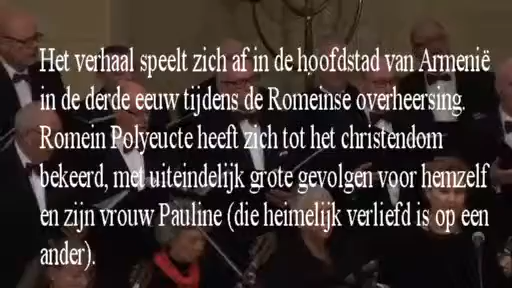 Het verhaal speelt zich af in de hoofdstad van Armenië
in de derde eeuw tijdens de Romeinse overheersing.
Romein Polyeucte heeft zich tot het christendom
bekeerd, met uiteindelijk grote gevolgen voor hemzelf
en zijn vrouw Pauline (die heimelijk verliefd is op een
ander).